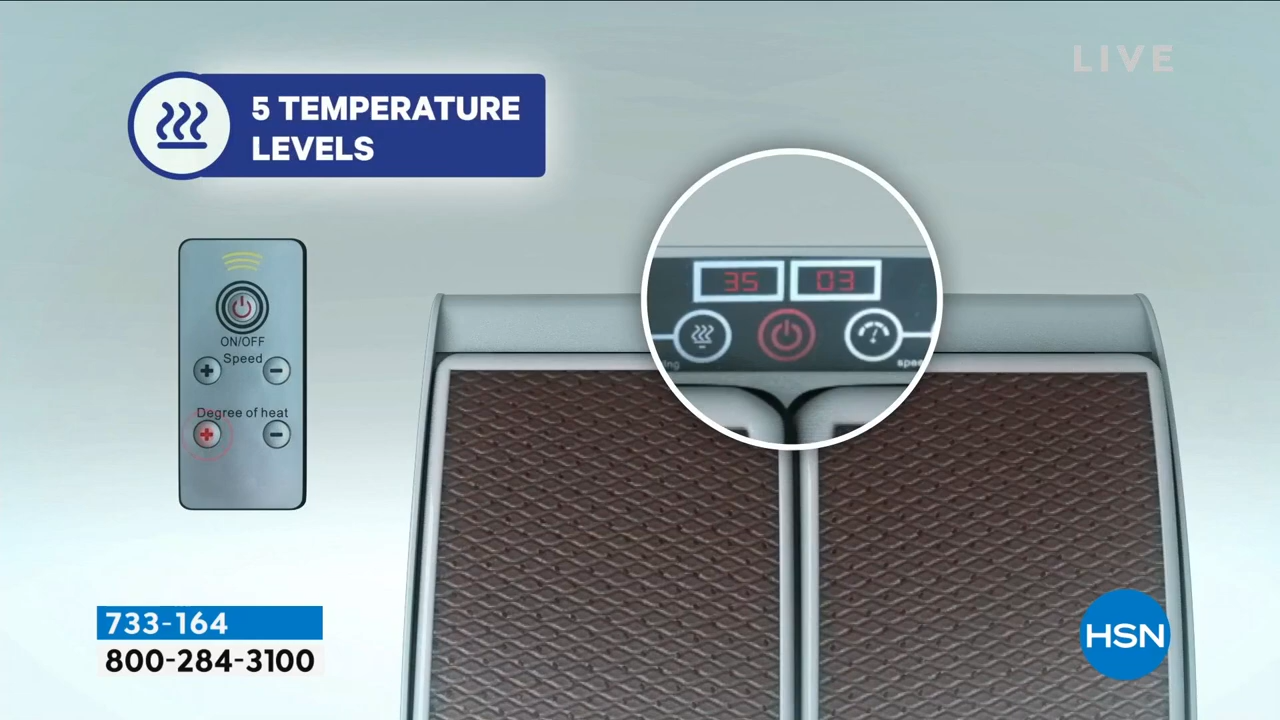 LIVE
5 TEMPERATURE
LEVELS
35 03
ON/OFF
Speed
+ −
Degree of heat
+ −
733-164
800-284-3100
HSN